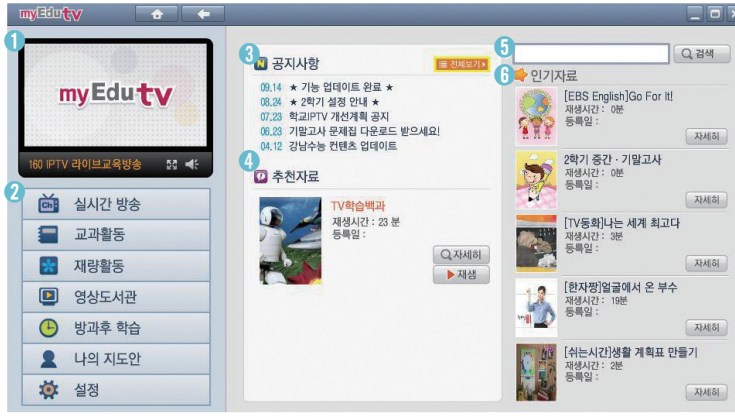 myEdutv
1
myEdutv
160 IPTV 라이브교육방송
2
Ch
실시간 방송
교과활동
재량활동
영상도서관
방과후 학습
나의 지도안
설정
3
N 공지사항
전체보기
09.14 ★ 기능 업데이트 완료 ★
08.24 ★ 2학기 설정 안내 ★
07.23 학교IPTV 개선계획 공지
06.23 기말고사 문제집 다운로드 받으세요!
04.12 강남수능 컨텐츠 업데이트
4
추천자료
TV학습백과
재생시간 : 23 분
등록일 :
자세히
재생
5
검색
6
인기자료
[EBS English]Go For It!
재생시간 : 0분
등록일 :
자세히
2학기 중간 · 기말고사
재생시간 : 0분
등록일 :
자세히
[TV동화]나는 세계 최고다
재생시간 : 3분
등록일 :
자세히
[한자짱]얼굴에서 온 부수
재생시간 : 19분
등록일 :
자세히
[쉬는시간]생활 계획표 만들기
재생시간 : 2분
등록일 :
자세히